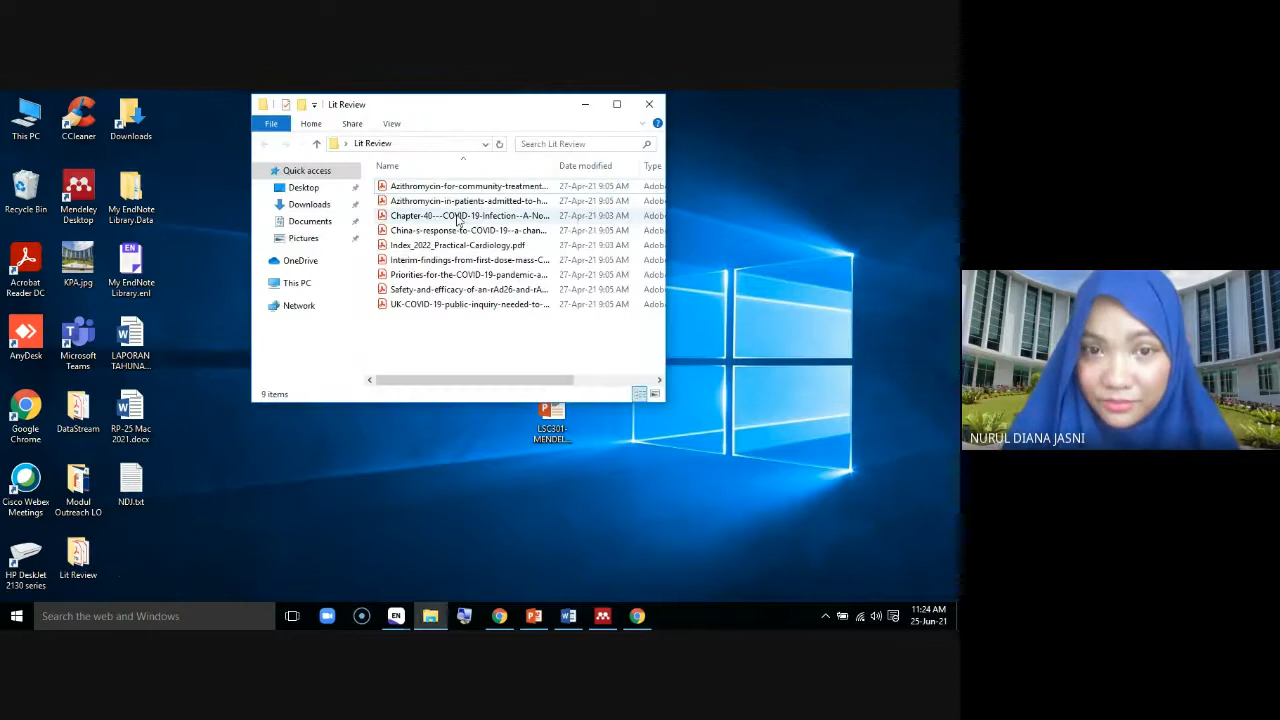 This PC
CCleaner
Downloads
Recycle Bin
Mendeley
Desktop
My EndNote
Library.Data
Acrobat
Reader DC
KPA.jpg
My EndNote
Library.enl
AnyDesk
Microsoft
Teams
LAPORAN
TAHUNA...
Google
Chrome
DataStream
RP-25 Mac
2021.docx
Cisco Webex
Meetings
Modul
Outreach LO
NDJ.txt
HP DeskJet
2130 series
Lit Review
Lit Review
File
Home
Share
View
Lit Review
Search Lit Review
Quick access
Desktop
Downloads
Documents
Pictures
OneDrive
This PC
Network
Name
Date modified
Type
Azithromycin-for-community-treatment... 27-Apr-21 9:05 AM Adob
Azithromycin-in-patients-admitted-to-h... 27-Apr-21 9:05 AM Adob
Chapter-40---COVID-19-Infection--A-No... 27-Apr-21 9:03 AM Adob
China-s-response-to-COVID-19--a-chan... 27-Apr-21 9:05 AM Adob
Index_2022_Practical-Cardiology.pdf 27-Apr-21 9:03 AM Adob
Interim-findings-from-first-dose-mass-C... 27-Apr-21 9:05 AM Adob
Priorities-for-the-COVID-19-pandemic-a... 27-Apr-21 9:05 AM Adob
Safety-and-efficacy-of-an-rAd26-and-rA... 27-Apr-21 9:05 AM Adob
UK-COVID-19-public-inquiry-needed-to-... 27-Apr-21 9:05 AM Adob
9 items
LSC301-
MENDEL...
NURUL DIANA JASNI
Search the web and Windows
EN
11:24 AM
25-Jun-21